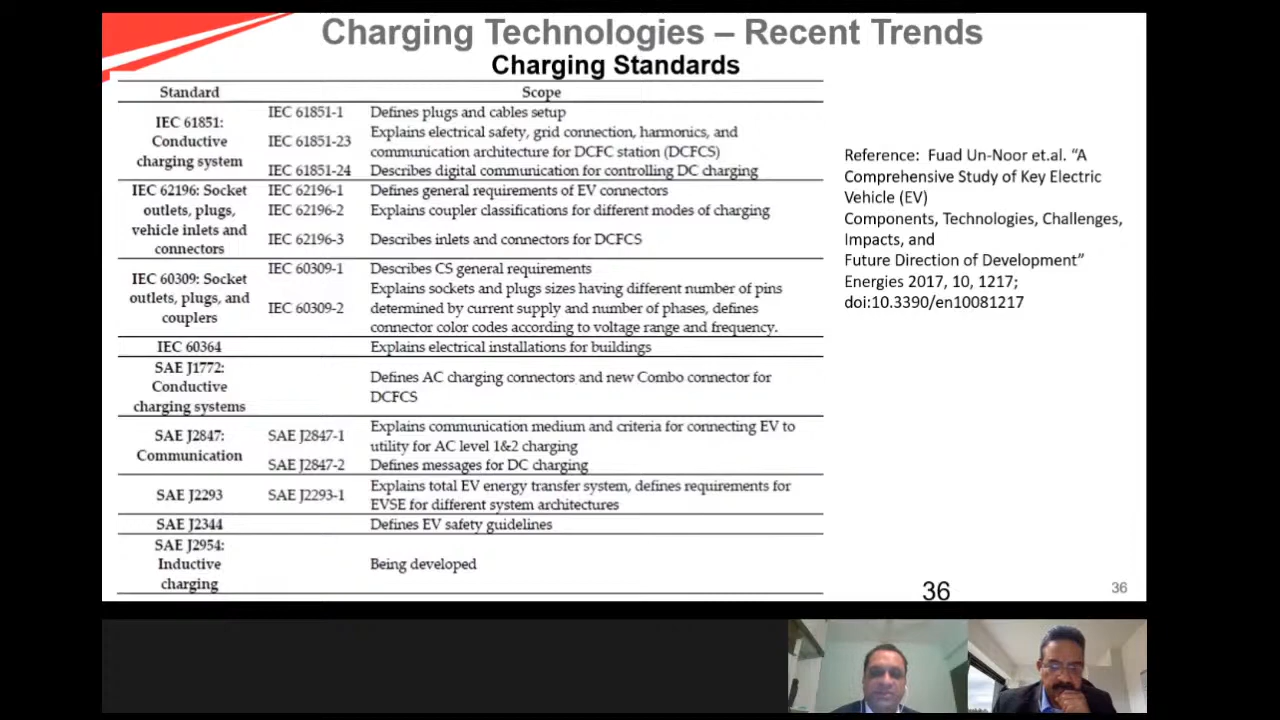 Charging Technologies – Recent Trends
Charging Standards
Standard Scope
IEC 61851:
Conductive
charging system
IEC 61851-1 Defines plugs and cables setup
IEC 61851-23 Explains electrical safety, grid connection, harmonics, and
communication architecture for DCFC station (DCFCS)
IEC 61851-24 Describes digital communication for controlling DC charging
IEC 62196: Socket
outlets, plugs,
vehicle inlets and
connectors
IEC 62196-1 Defines general requirements of EV connectors
IEC 62196-2 Explains coupler classifications for different modes of charging
IEC 62196-3 Describes inlets and connectors for DCFCS
IEC 60309: Socket
outlets, plugs, and
couplers
IEC 60309-1 Describes CS general requirements
IEC 60309-2 Explains sockets and plugs sizes having different number of pins
determined by current supply and number of phases, defines
connector color codes according to voltage range and frequency.
IEC 60364 Explains electrical installations for buildings
SAE J1772:
Conductive
charging systems
Defines AC charging connectors and new Combo connector for
DCFCS
SAE J2847:
Communication
SAE J2847-1 Explains communication medium and criteria for connecting EV to
utility for AC level 1&2 charging
SAE J2847-2 Defines messages for DC charging
SAE J2293 SAE J2293-1 Explains total EV energy transfer system, defines requirements for
EVSE for different system architectures
SAE J2344 Defines EV safety guidelines
SAE J2954:
Inductive
charging
Being developed
Reference: Fuad Un-Noor et.al. “A
Comprehensive Study of Key Electric
Vehicle (EV)
Components, Technologies, Challenges,
Impacts, and
Future Direction of Development”
Energies 2017, 10, 1217;
doi:10.3390/en10081217
36
36